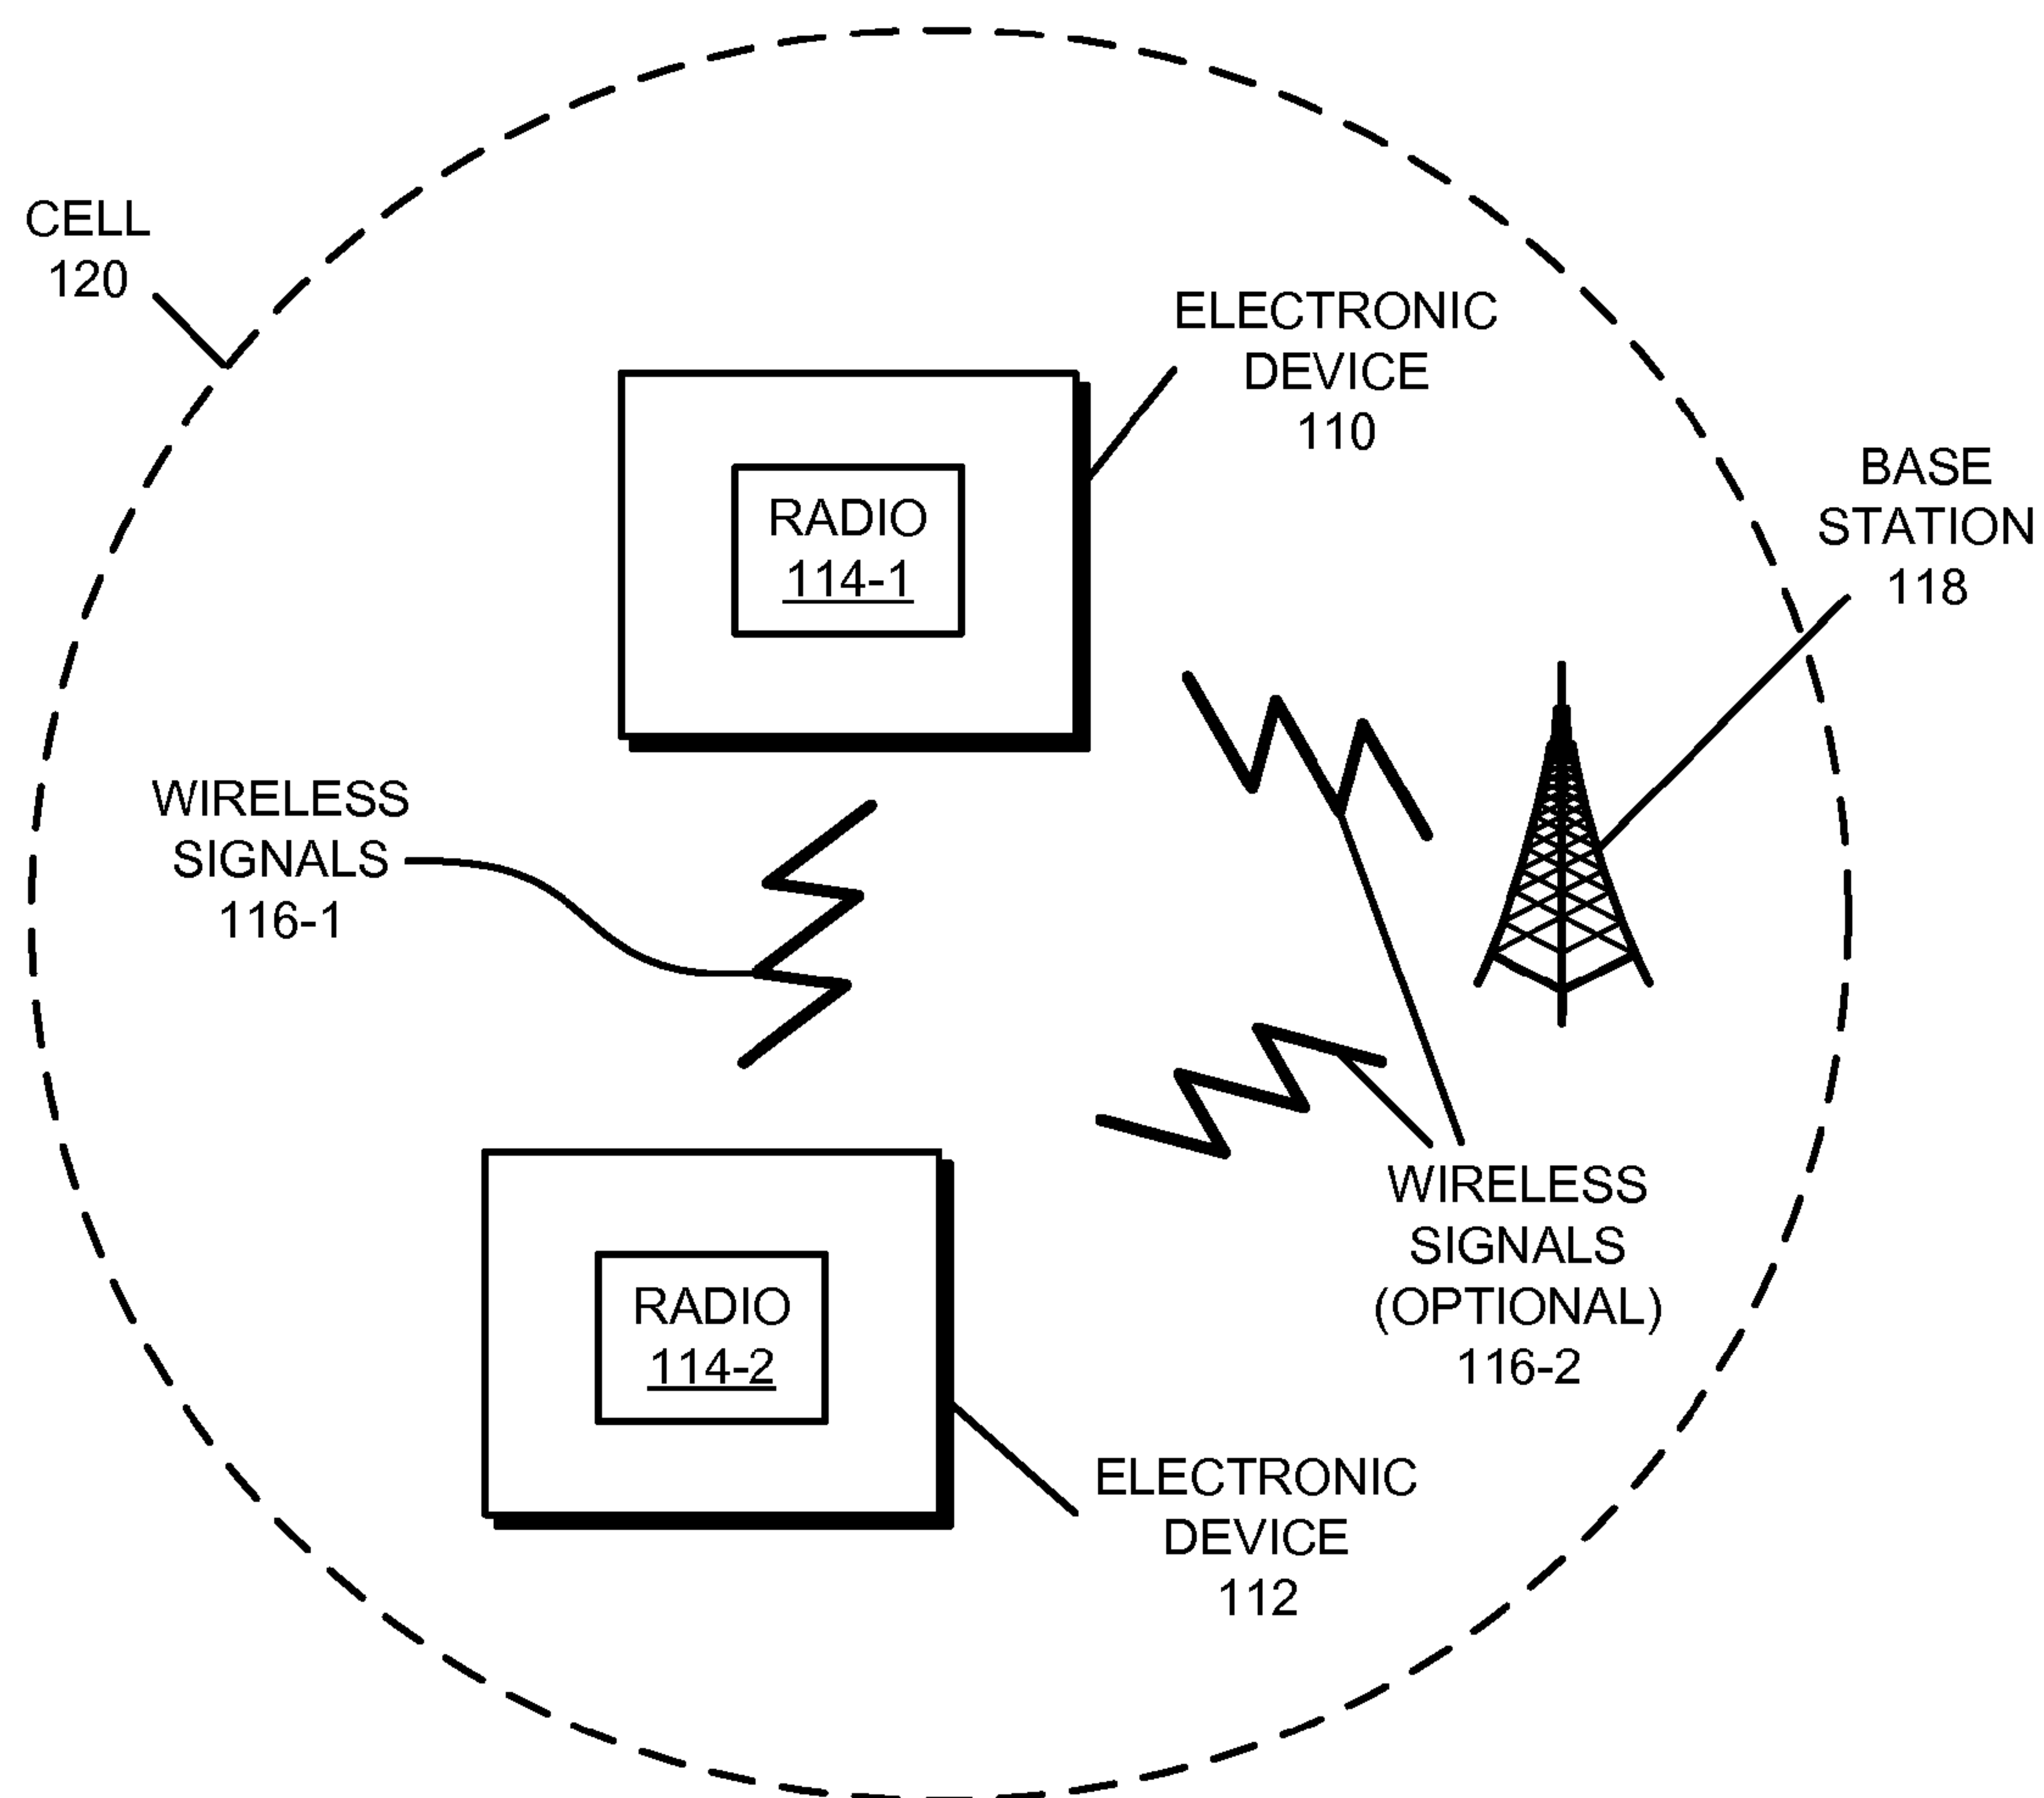 CELL
120
ELECTRONIC
DEVICE
110
BASE
STATION
118
RADIO
114-1
WIRELESS
SIGNALS
116-1
WIRELESS
SIGNALS
(OPTIONAL)
116-2
RADIO
114-2
ELECTRONIC
DEVICE
112